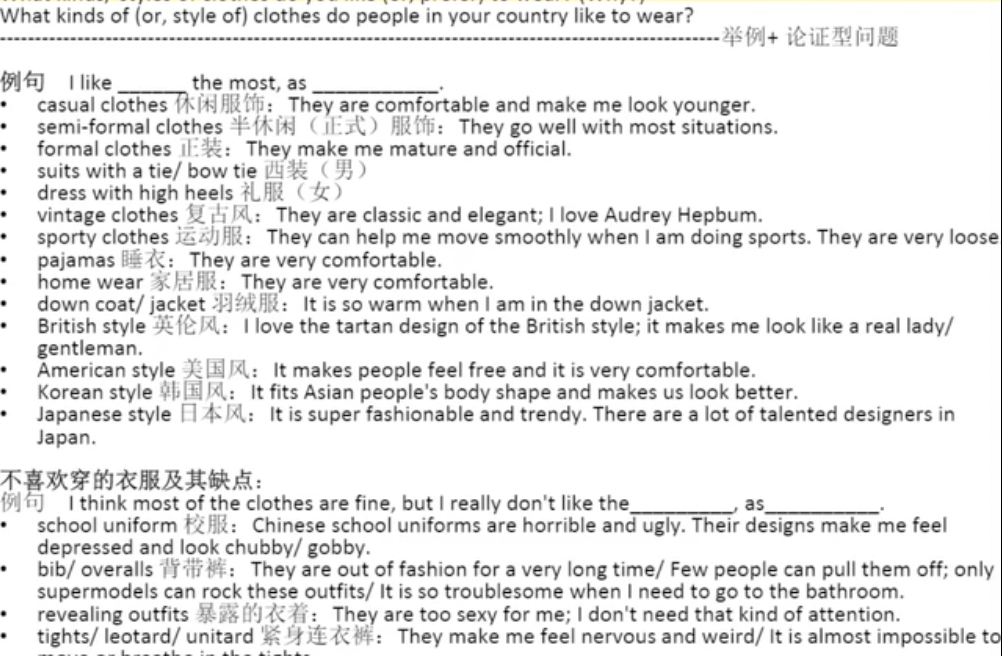 What kinds of (or, style of) clothes do people in your country like to wear?
--------------------------------------------------------------------------------举例+ 论证型问题
例句 I like ______ the most, as ___________.
• casual clothes 休闲服饰：They are comfortable and make me look younger.
• semi-formal clothes 半休闲（正式）服饰：They go well with most situations.
• formal clothes 正装：They make me mature and official.
• suits with a tie/ bow tie 西装（男）
• dress with high heels 礼服（女）
• vintage clothes 复古风：They are classic and elegant; I love Audrey Hepbum.
• sporty clothes 运动服：They can help me move smoothly when I am doing sports. They are very loose
• pajamas 睡衣：They are very comfortable.
• home wear 家居服：They are very comfortable.
• down coat/ jacket 羽绒服：It is so warm when I am in the down jacket.
• British style 英伦风：I love the tartan design of the British style; it makes me look like a real lady/
gentleman.
• American style 美国风：It makes people feel free and it is very comfortable.
• Korean style 韩国风：It fits Asian people's body shape and makes us look better.
• Japanese style 日本风：It is super fashionable and trendy. There are a lot of talented designers in
Japan.
不喜欢穿的衣服及其缺点：
例句 I think most of the clothes are fine, but I really don't like the_________, as__________.
• school uniform 校服：Chinese school uniforms are horrible and ugly. Their designs make me feel
depressed and look chubby/ gobby.
• bib/ overalls 背带裤：They are out of fashion for a very long time/ Few people can pull them off; only
supermodels can rock these outfits/ It is so troublesome when I need to go to the bathroom.
• revealing outfits 暴露的衣着：They are too sexy for me; I don't need that kind of attention.
• tights/ leotard/ unitard 紧身连衣裤：They make me feel nervous and weird/ It is almost impossible to